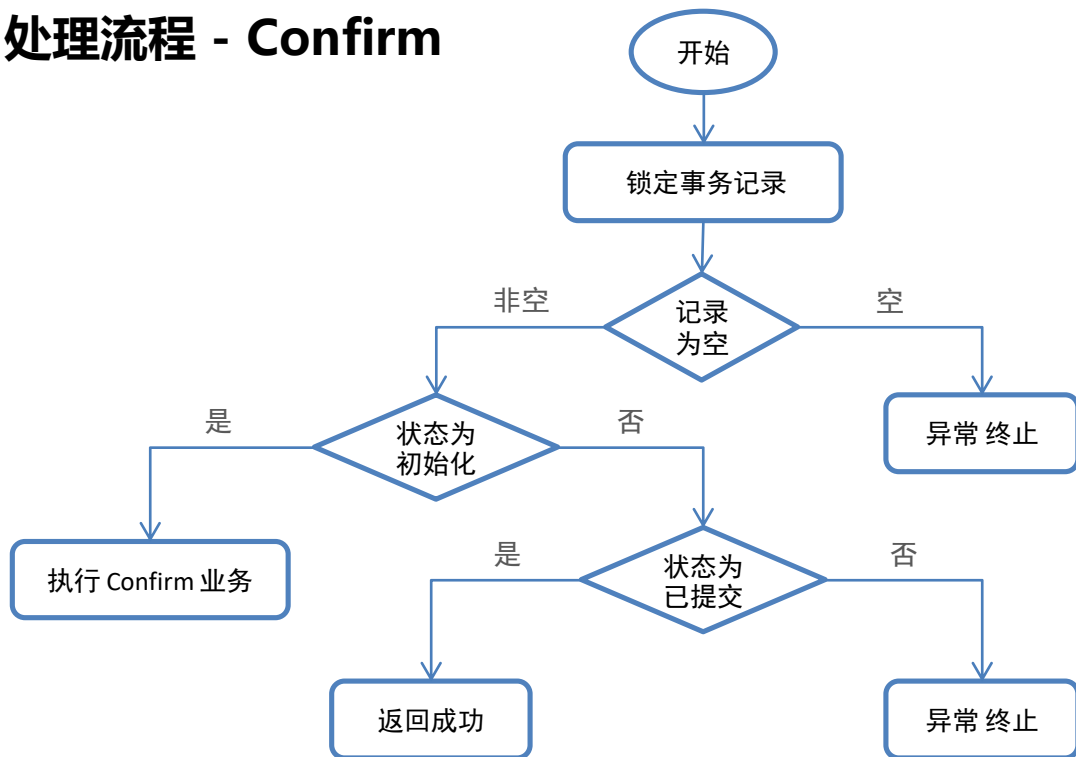 处理流程 - Confirm
开始
锁定事务记录
记录
为空
非空
空
异常 终止
状态为
初始化
是
否
执行 Confirm 业务
状态为
已提交
是
否
返回成功
异常 终止